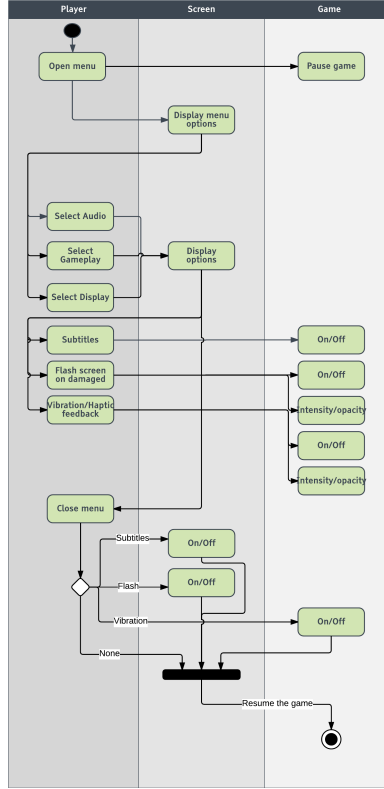 Player
Screen
Game
Open menu
Pause game
Display menu
options
Select Audio
Select
Gameplay
Display
options
Select Display
Subtitles
On/Off
Flash screen
on damaged
On/Off
Vibration/Haptic
feedback
Intensity/opacity
On/Off
Intensity/opacity
Close menu
Subtitles
On/Off
Flash
On/Off
Vibration
On/Off
None
Resume the game